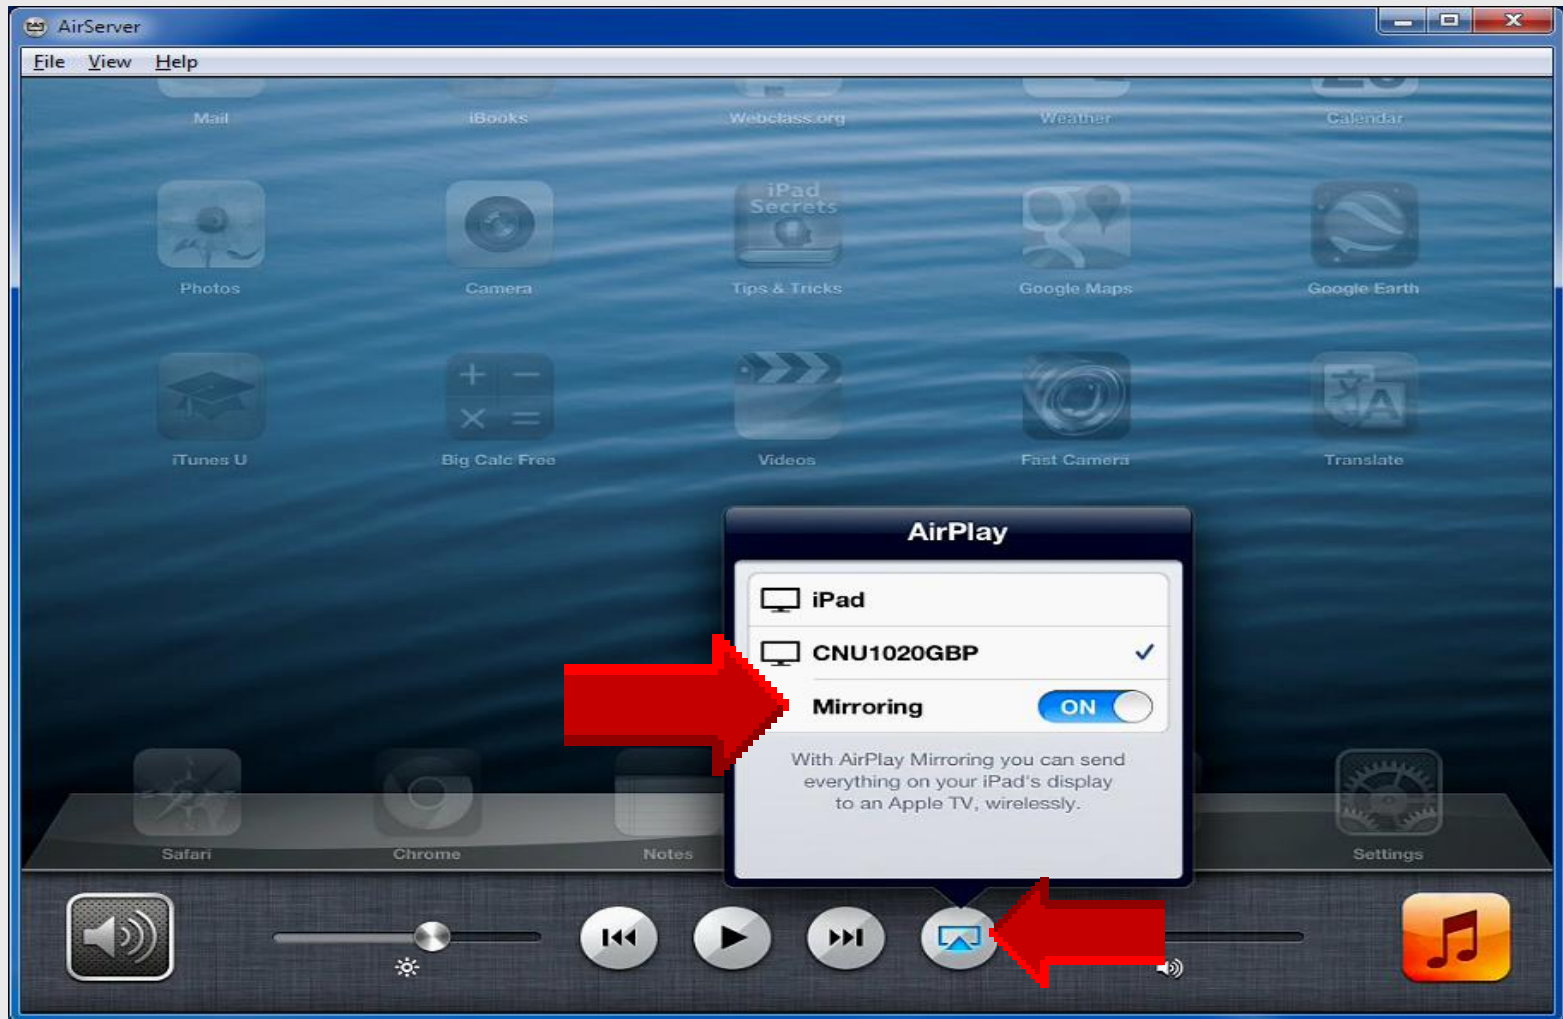 AirServer
File View Help
Mail iBooks Webclass.org Weather Calendar
iPad
Secrets
Photos Camera Tips & Tricks Google Maps Google Earth
iTunes U Big Calc Free Videos Fast Camera Translate
AirPlay
iPad
CNU1020GBP
Mirroring ON
With AirPlay Mirroring you can send
everything on your iPad's display
to an Apple TV, wirelessly.
Safari Chrome Notes Settings